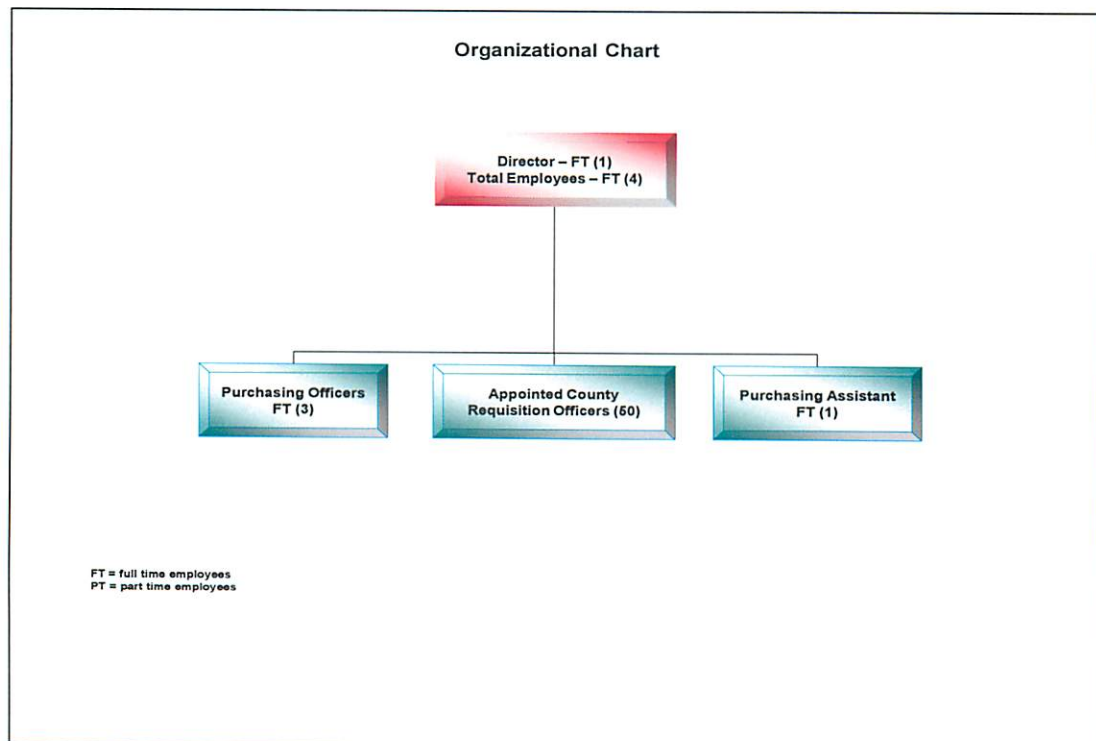 Organizational Chart
Director – FT (1)
Total Employees – FT (4)
Purchasing Officers
FT (3)
Appointed County
Requisition Officers (50)
Purchasing Assistant
FT (1)
FT = full time employees
PT = part time employees